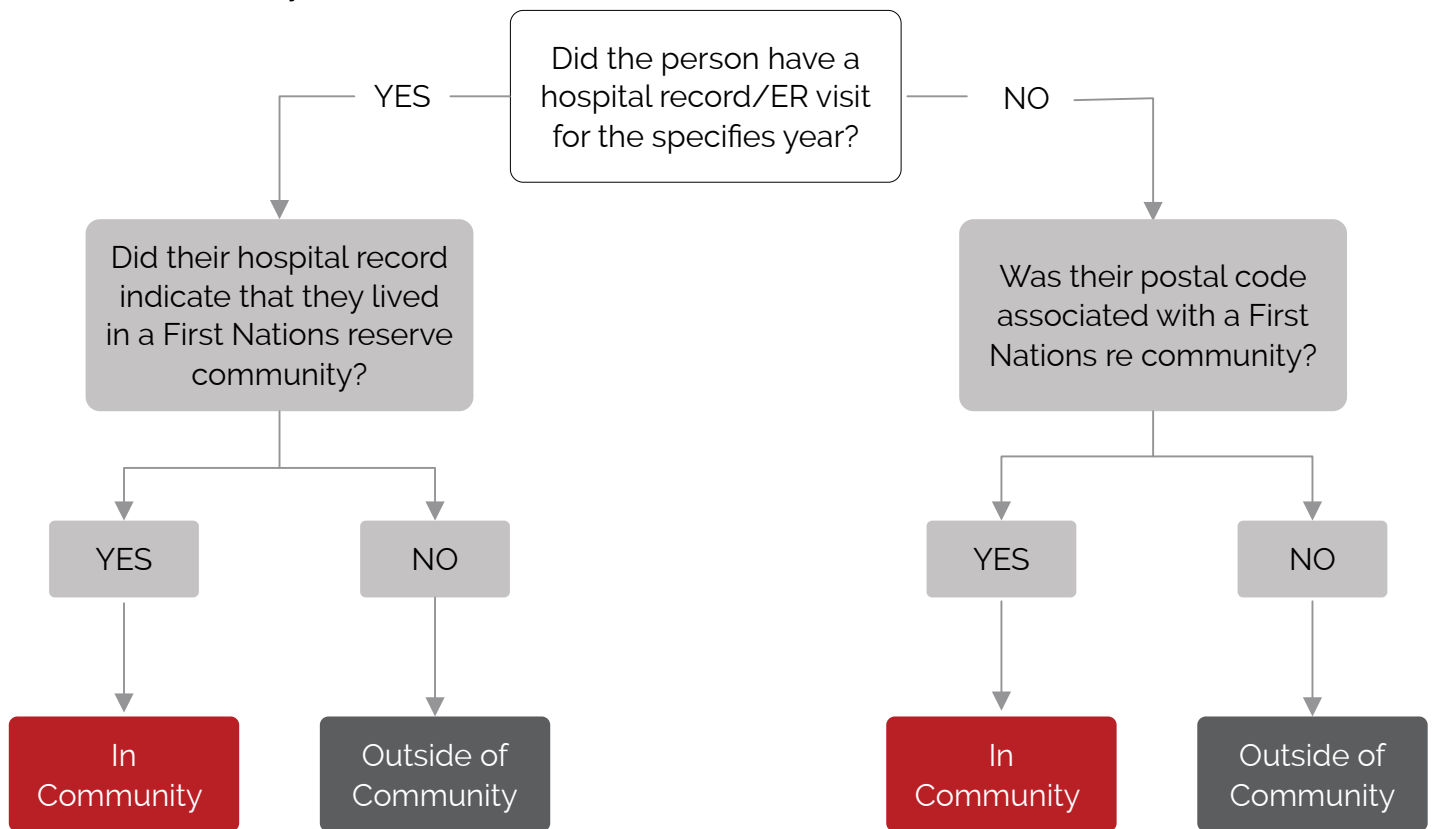 Did the person have a
hospital record/ER visit
for the specifies year?
YES
NO
Did their hospital record
indicate that they lived
in a First Nations reserve
community?
Was their postal code
associated with a First
Nations re community?
YES
NO
YES
NO
In
Community
Outside of
Community
In
Community
Outside of
Community